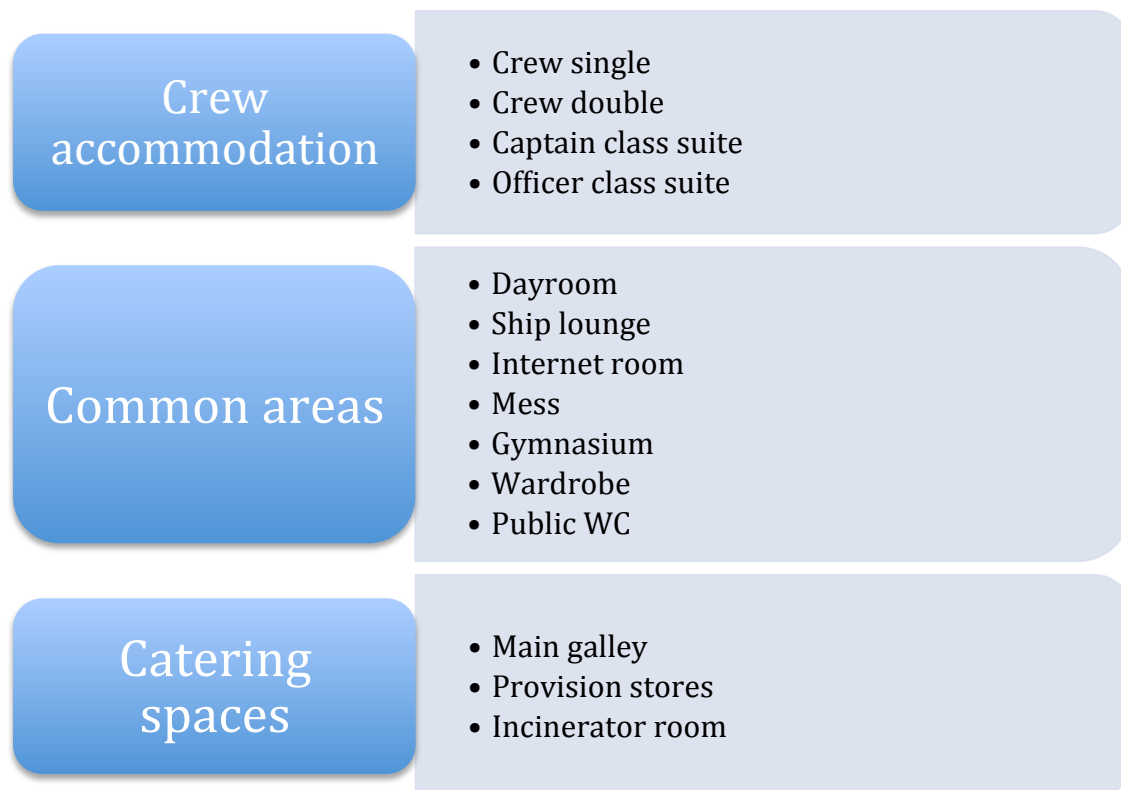 Crew
accommodation
• Crew single
• Crew double
• Captain class suite
• Officer class suite
Common areas
• Dayroom
• Ship lounge
• Internet room
• Mess
• Gymnasium
• Wardrobe
• Public WC
Catering
spaces
• Main galley
• Provision stores
• Incinerator room